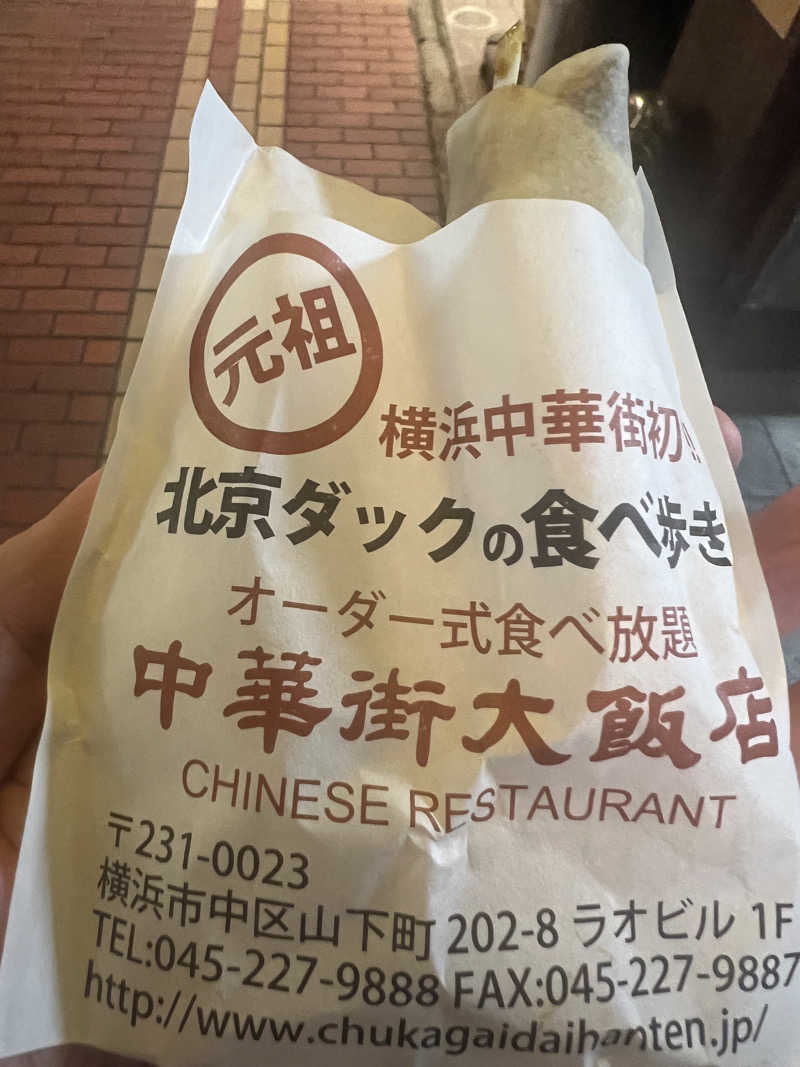 元祖
横浜中華街初!!
北京ダックの食べ歩き
オーダー式食べ放題
中華街大飯店
CHINESE RESTAURANT
〒231-0023
横浜市中区山下町 202-8 ラオビル 1F
TEL:045-227-9888 FAX:045-227-9887
http://www.chukagaidaihanten.jp/